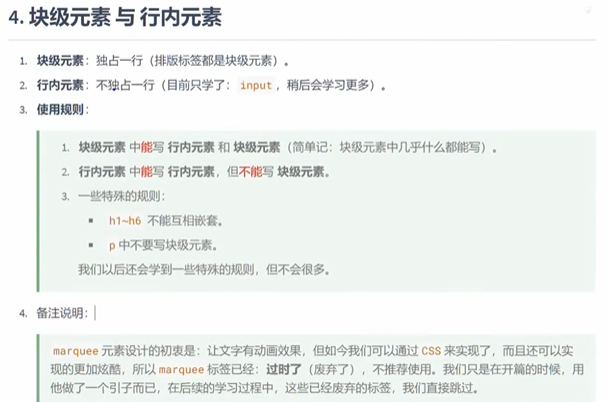 4. 块级元素 与 行内元素
1. 块级元素：独占一行（排版标签都是块级元素）。
2. 行内元素：不独占一行（目前只学了：input，稍后会学习更多）。
3. 使用规则：
1. 块级元素 中能写 行内元素 和 块级元素（简单记：块级元素中几乎什么都能写）。
2. 行内元素 中能写 行内元素，但不能写 块级元素。
3. 一些特殊的规则：
▪ h1~h6 不能互相嵌套。
▪ p 中不要写块级元素。
我们以后还会学到一些特殊的规则，但不会很多。
4. 备注说明：
marquee 元素设计的初衷是：让文字有动画效果，但如今我们可以通过 CSS 来实现了，而且还可以实
现的更加炫酷，所以 marquee 标签已经：过时了（废弃了），不推荐使用。我们只是在开篇的时候，用
他做了一个引子而已，在后续的学习过程中，这些已经废弃的标签，我们直接跳过。